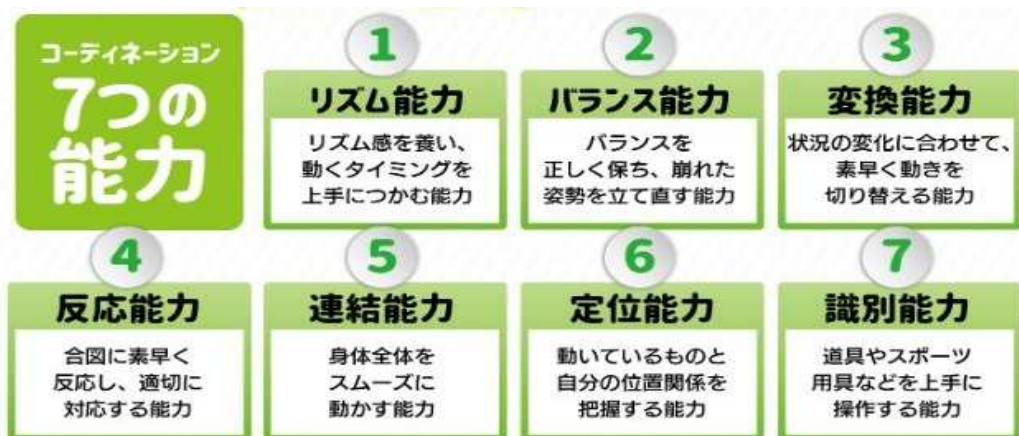 コーディネーション
7つの
能力
1
リズム能力
リズム感を養い、
動くタイミングを
上手につかむ能力
2
バランス能力
バランスを
正しく保ち、崩れた
姿勢を立て直す能力
3
変換能力
状況の変化に合わせて、
素早く動きを
切り替える能力
4
反応能力
合図に素早く
反応し、適切に
対応する能力
5
連結能力
身体全体を
スムーズに
動かす能力
6
定位能力
動いているものと
自分の位置関係を
把握する能力
7
識別能力
道具やスポーツ
用具などを上手に
操作する能力